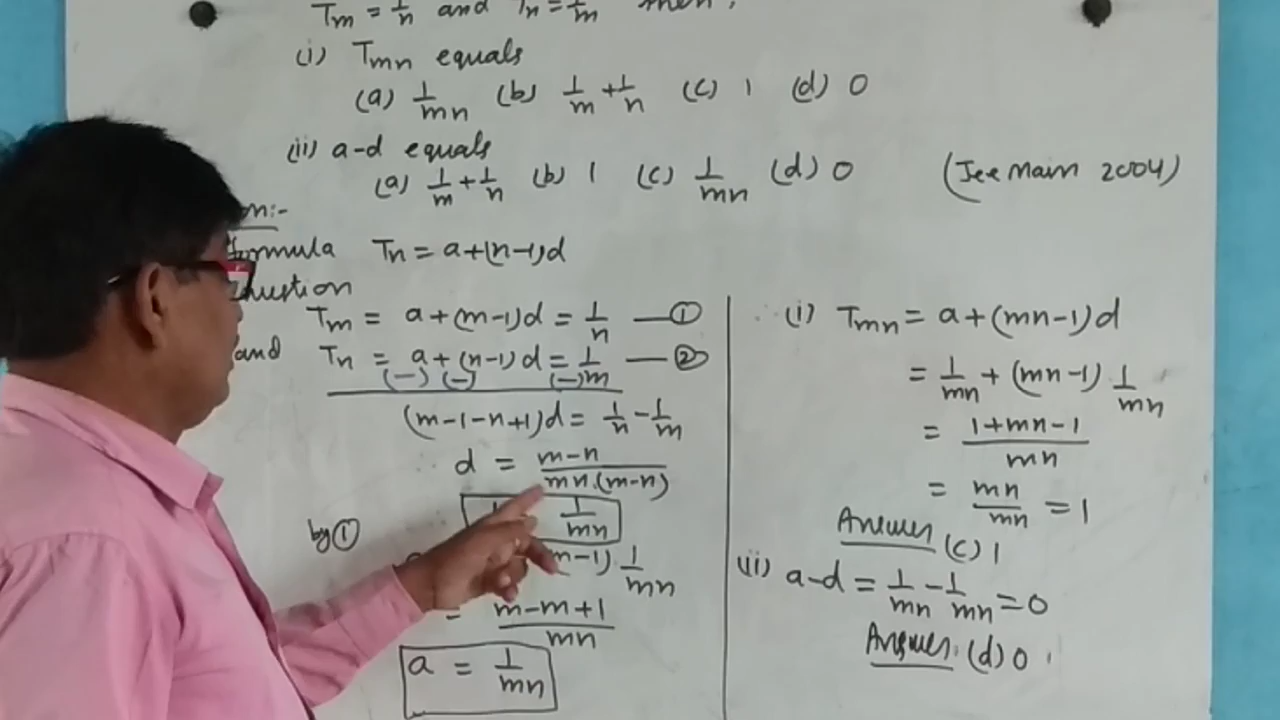 Tm = 1/n and Tn = 1/m then,
(i) Tmn equals
(a) 1/mn (b) 1/m + 1/n (c) 1 (d) 0
(ii) a-d equals
(a) 1/m + 1/n (b) 1 (c) 1/mn (d) 0 (Jee Main 2004)
on:-
formula Tn = a+(n-1)d
question
Tm = a+(m-1)d = 1/n —①
and Tn = a+(n-1)d = 1/m —②
(-) (-) (-)
(m-1-n+1)d = 1/n - 1/m
d = m-n / mn.(m-n)
1/mn
by ①
m-1) 1/mn
= m-m+1 / mn
a = 1/mn
(i) Tmn = a+(mn-1)d
= 1/mn + (mn-1) 1/mn
= 1+mn-1 / mn
= mn/mn = 1
Answer (c) 1
(ii) a-d = 1/mn - 1/mn = 0
Answer. (d) 0